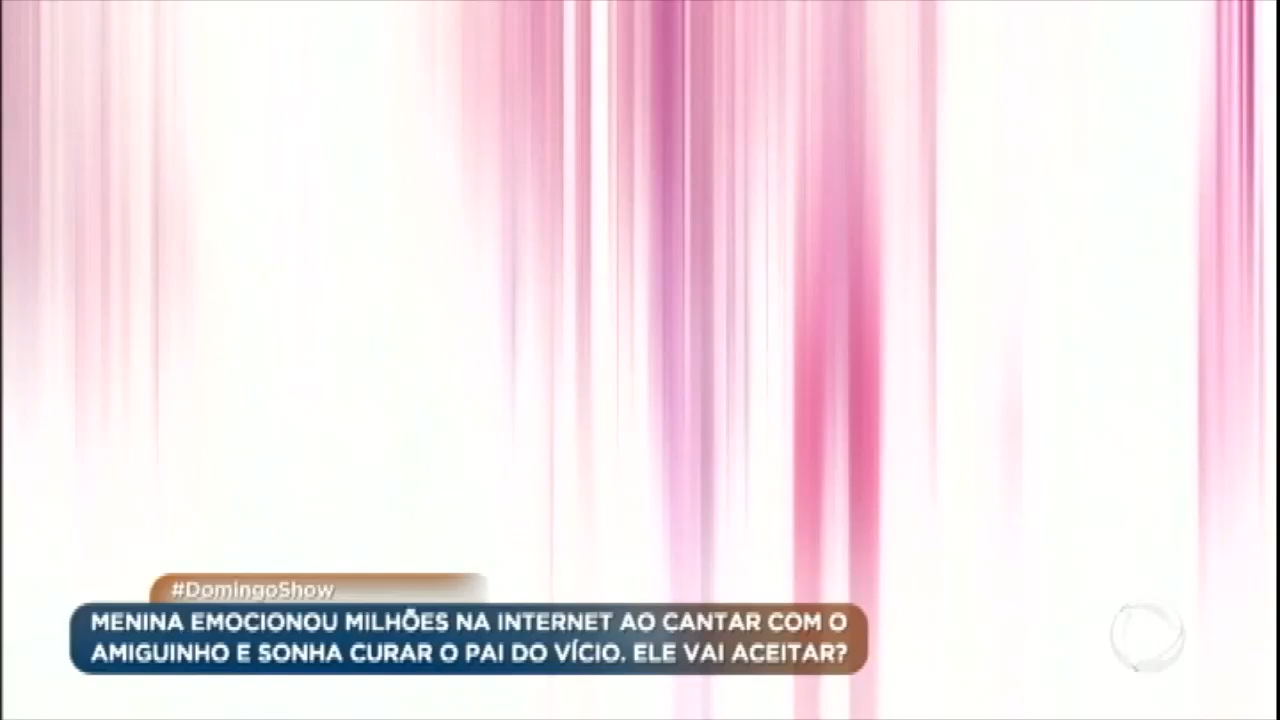 #DomingoShow
MENINA EMOCIONOU MILHÕES NA INTERNET AO CANTAR COM O
AMIGUINHO E SONHA CURAR O PAI DO VÍCIO. ELE VAI ACEITAR?